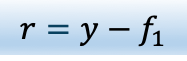 r = y − f₁